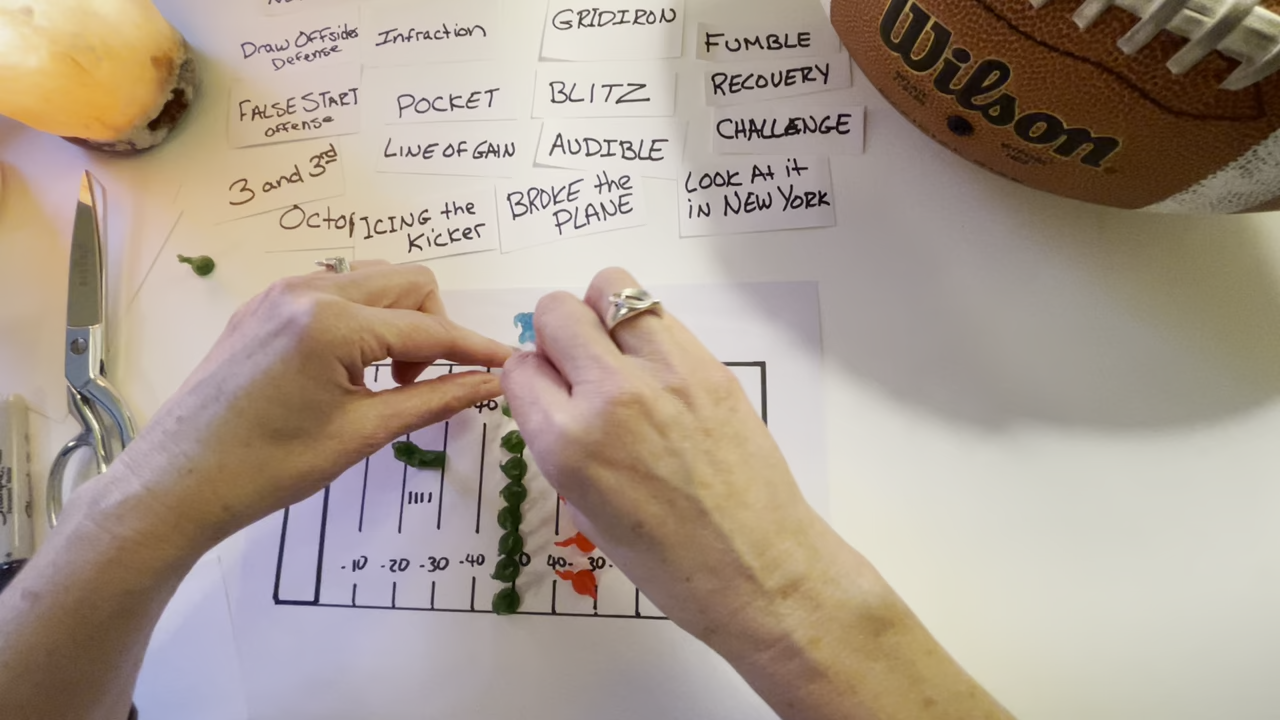 Draw OFFsides
Defense
Infraction
GRIDIRON
FUMBLE
RECOVERY
FALSE START
offense
POCKET
BLITZ
CHALLENGE
LINE OF GAIN
AUDIBLE
3 and 3rd
LOOK At it
in NEW YORK
ICING the
Kicker
BROKE the
PLANE
Wilson
40
-10 -20 -30 -40 0 40- 30-